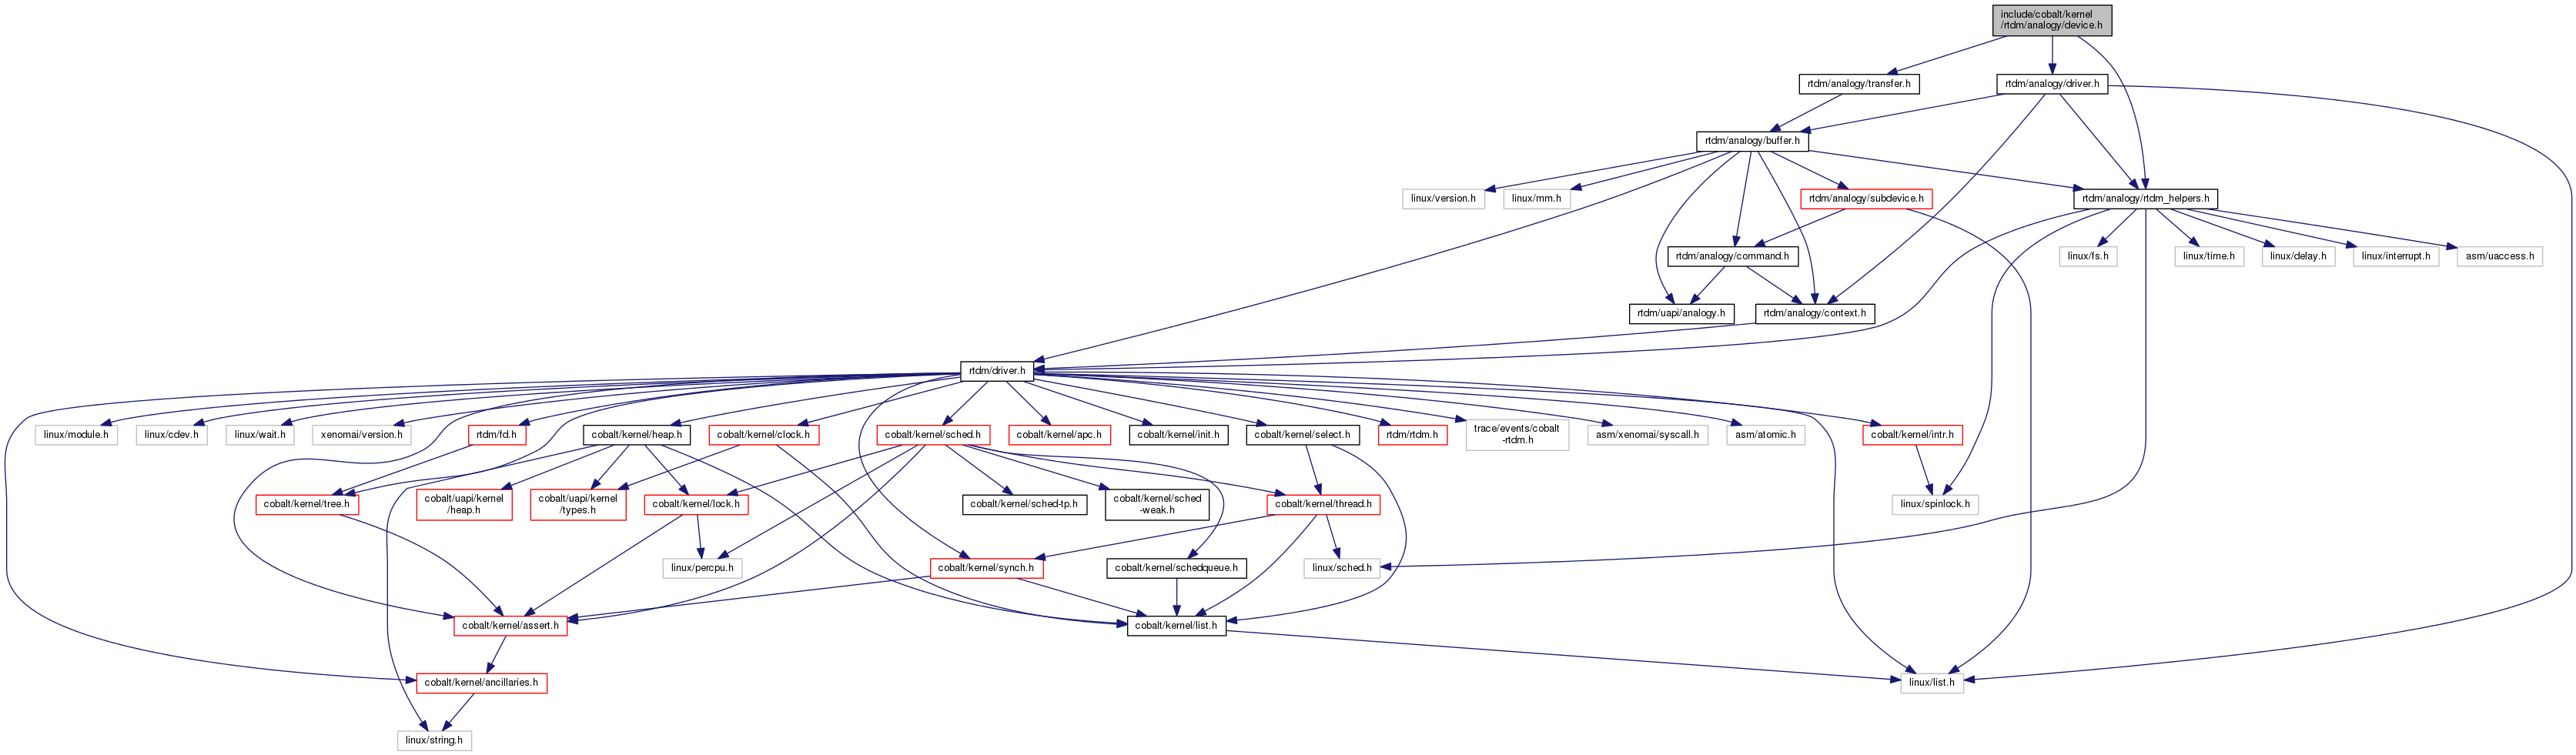 include/cobalt/kernel
/rtdm/analogy/device.h
rtdm/analogy/transfer.h
rtdm/analogy/driver.h
rtdm/analogy/buffer.h
linux/version.h
linux/mm.h
rtdm/analogy/subdevice.h
rtdm/analogy/rtdm_helpers.h
rtdm/analogy/command.h
linux/fs.h
linux/time.h
linux/delay.h
linux/interrupt.h
asm/uaccess.h
rtdm/uapi/analogy.h
rtdm/analogy/context.h
rtdm/driver.h
linux/module.h
linux/cdev.h
linux/wait.h
xenomai/version.h
rtdm/fd.h
cobalt/kernel/heap.h
cobalt/kernel/clock.h
cobalt/kernel/sched.h
cobalt/kernel/apc.h
cobalt/kernel/init.h
cobalt/kernel/select.h
rtdm/rtdm.h
trace/events/cobalt
-rtdm.h
asm/xenomai/syscall.h
asm/atomic.h
cobalt/kernel/intr.h
cobalt/kernel/tree.h
cobalt/uapi/kernel
/heap.h
cobalt/uapi/kernel
/types.h
cobalt/kernel/lock.h
cobalt/kernel/sched-tp.h
cobalt/kernel/sched
-weak.h
cobalt/kernel/thread.h
linux/spinlock.h
linux/percpu.h
cobalt/kernel/synch.h
cobalt/kernel/schedqueue.h
linux/sched.h
cobalt/kernel/assert.h
cobalt/kernel/list.h
cobalt/kernel/ancillaries.h
linux/list.h
linux/string.h